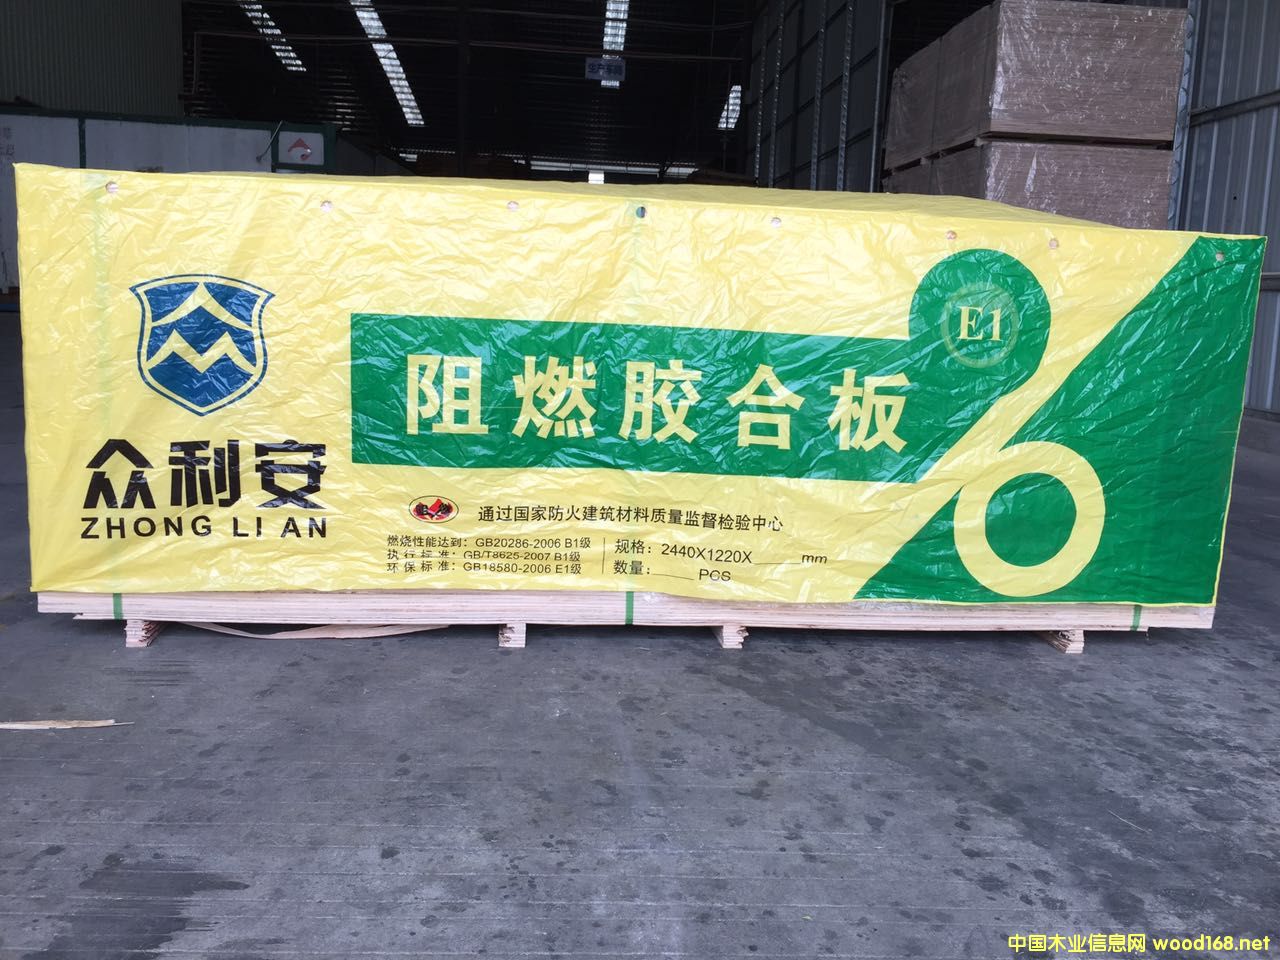 E1
阻燃胶合板
众利安
ZHONG LI AN
通过国家防火建筑材料质量监督检验中心
燃烧性能达到：GB20286-2006 B1级
执行标准：GB/T8625-2007 B1级
环保标准：GB18580-2006 E1级
规格：2440X1220X______mm
数量：______PCS
中国木业信息网 wood168.net